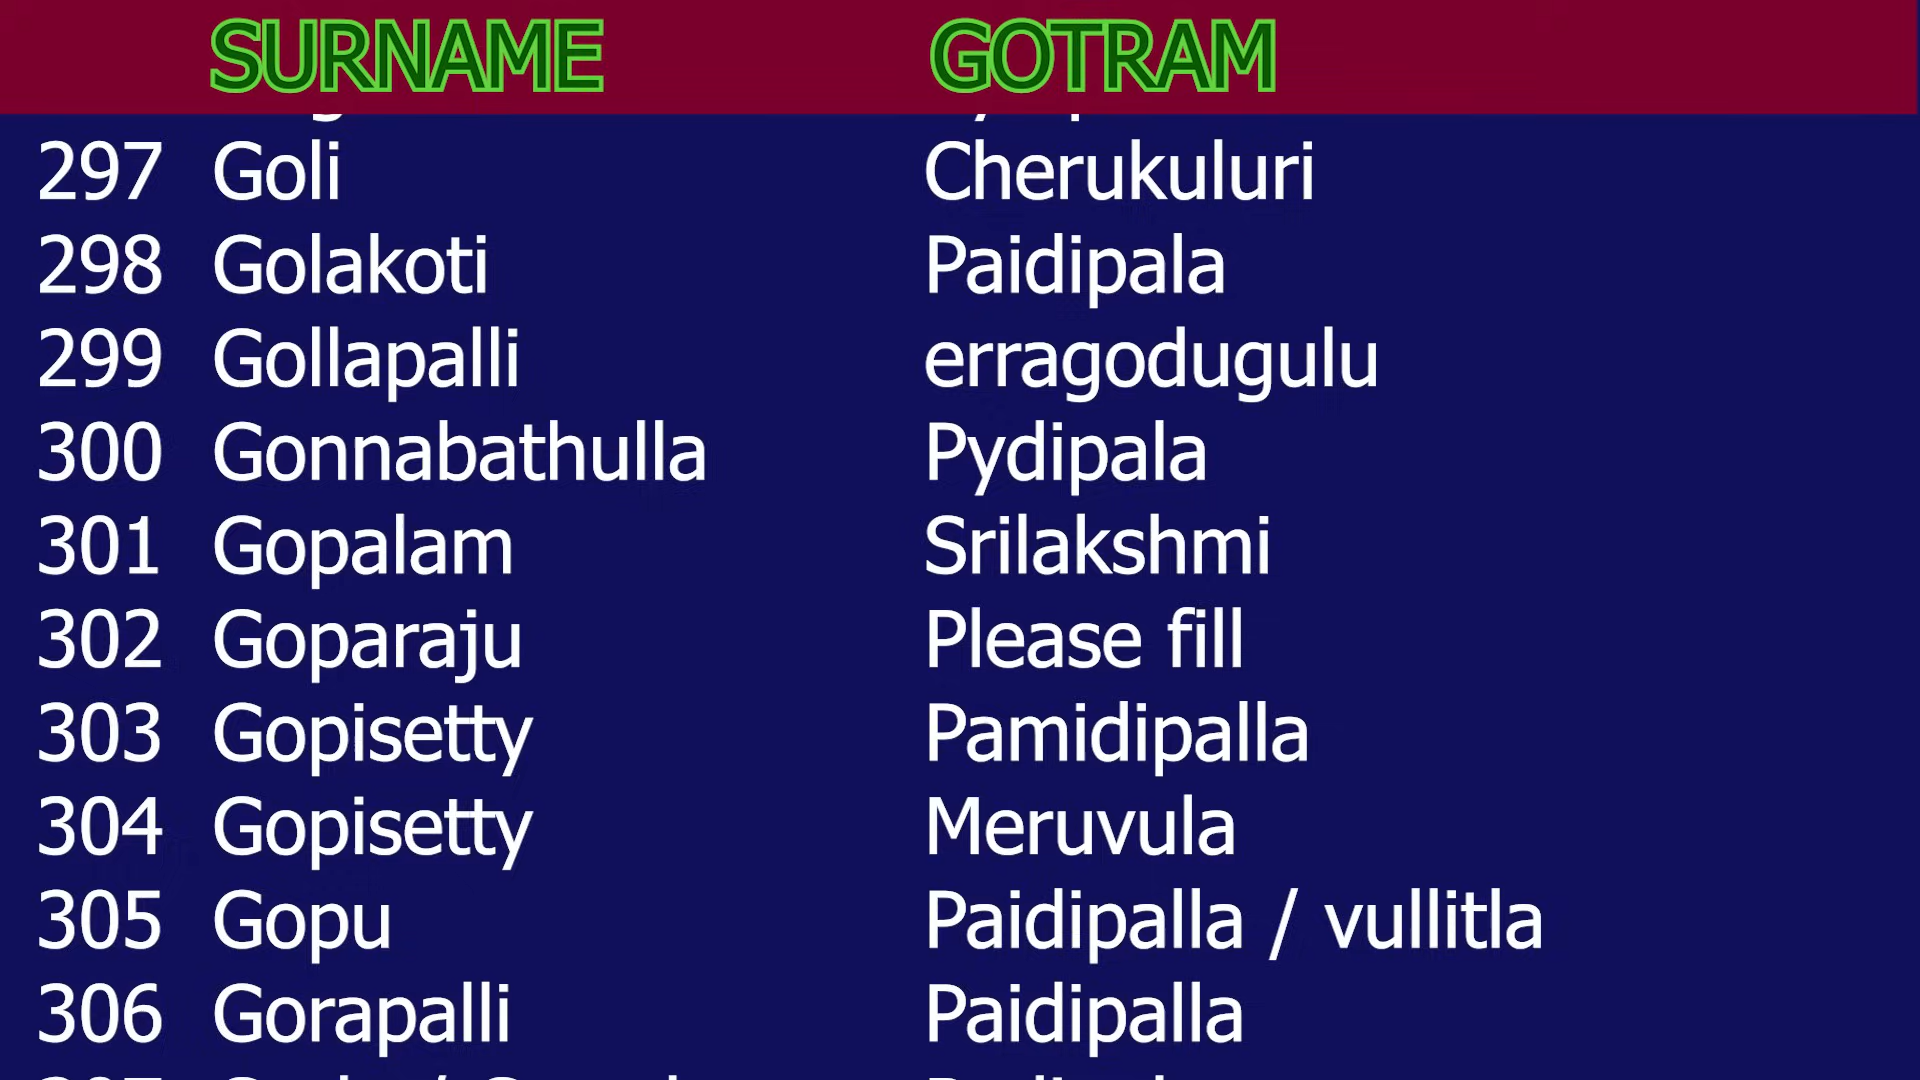 SURNAME GOTRAM
297 Goli Cherukuluri
298 Golakoti Paidipala
299 Gollapalli erragodugulu
300 Gonnabathulla Pydipala
301 Gopalam Srilakshmi
302 Goparaju Please fill
303 Gopisetty Pamidipalla
304 Gopisetty Meruvula
305 Gopu Paidipalla / vullitla
306 Gorapalli Paidipalla